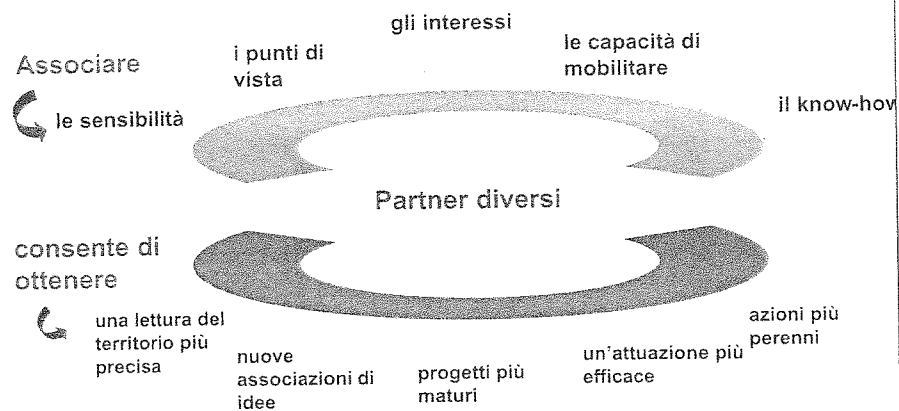 gli interessi
i punti di
vista
le capacità di
mobilitare
Associare
le sensibilità
il know-how
Partner diversi
consente di
ottenere
una lettura del
territorio più
precisa
nuove
associazioni di
idee
progetti più
maturi
un'attuazione più
efficace
azioni più
perenni